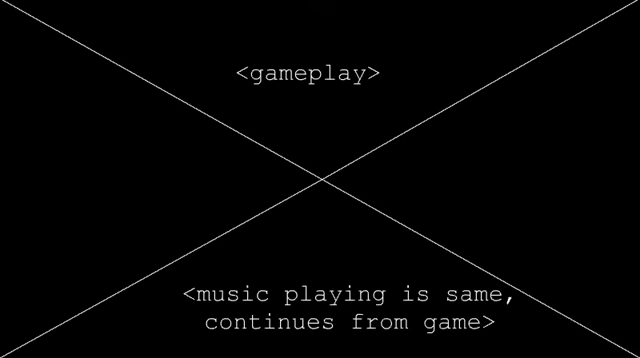 <gameplay>
<music playing is same,
continues from game>